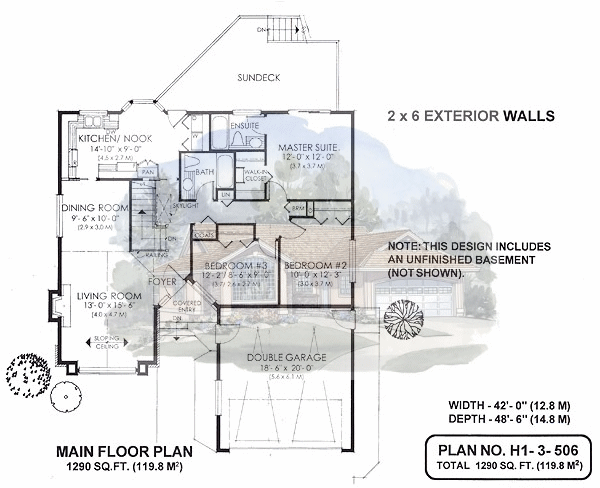 DN
SUNDECK
2 x 6 EXTERIOR WALLS
KITCHEN/ NOOK
14'-10" x 9'-0"
(4.5 x 2.7 M)
W
D
ENSUITE
MASTER SUITE
12'-0" x 12'-0"
(3.7 x 3.7 M)
PAN
BATH
WALK-IN
CLOSET
LIN
SKYLIGHT
BRM
DINING ROOM
9'-6" x 10'-0"
(2.9 x 3.0 M)
DN
RAILING
COATS
NOTE: THIS DESIGN INCLUDES
AN UNFINISHED BASEMENT
(NOT SHOWN).
BEDROOM #3
12'-2"/8'-6" x 9'-0"
(3.7/ 2.6 x 2.7 M)
BEDROOM #2
10'-0" x 12'-3"
(3.0 x 3.7 M)
FOYER
LIVING ROOM
13'-0" x 15'-6"
(4.0 x 4.7 M)
COVERED
ENTRY
DN
SLOPING
CEILING
DOUBLE GARAGE
18'-6" x 20'-0"
(5.6 x 6.1 M)
WIDTH - 42'- 0" (12.8 M)
DEPTH - 48'- 6" (14.8 M)
MAIN FLOOR PLAN
1290 SQ.FT. (119.8 M²)
PLAN NO. H1- 3- 506
TOTAL 1290 SQ.FT. (119.8 M²)